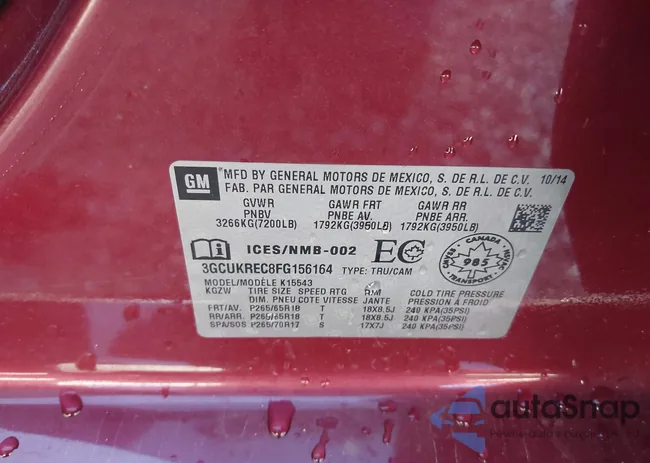 GM
MFD BY GENERAL MOTORS DE MEXICO, S. DE R.L. DE C.V. 10/14
FAB. PAR GENERAL MOTORS DE MEXICO, S. DE R.L. DE C.V.
GVWR GAWR FRT GAWR RR
PNBV PNBE AV. PNBE ARR.
3266KG(7200LB) 1792KG(3950LB) 1792KG(3950LB)
ICES/NMB-002 EC
CANADA
CMVSS 985 NSVAC
TRANSPORT
3GCUKREC8FG156164 TYPE: TRU/CAM
MODEL/MODÈLE K15543
KGZW TIRE SIZE SPEED RTG RIM COLD TIRE PRESSURE
DIM. PNEU COTE VITESSE JANTE PRESSION À FROID
FRT/AV. P265/65R18 T 18X8.5J 240 KPA(35PSI)
RR/ARR. P265/65R18 T 18X8.5J 240 KPA(35PSI)
SPA/SOS P265/70R17 S 17X7J 240 KPA(35PSI)
autoSnap